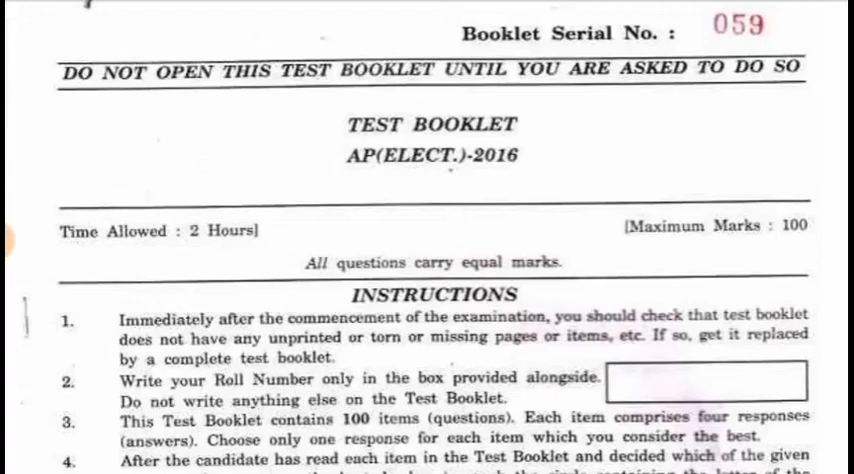 Booklet Serial No. : 059
DO NOT OPEN THIS TEST BOOKLET UNTIL YOU ARE ASKED TO DO SO
TEST BOOKLET
AP(ELECT.)-2016
Time Allowed : 2 Hours] [Maximum Marks : 100
All questions carry equal marks.
INSTRUCTIONS
1. Immediately after the commencement of the examination, you should check that test booklet
does not have any unprinted or torn or missing pages or items, etc. If so, get it replaced
by a complete test booklet.
2. Write your Roll Number only in the box provided alongside.
Do not write anything else on the Test Booklet.
3. This Test Booklet contains 100 items (questions). Each item comprises four responses
(answers). Choose only one response for each item which you consider the best.
4. After the candidate has read each item in the Test Booklet and decided which of the given